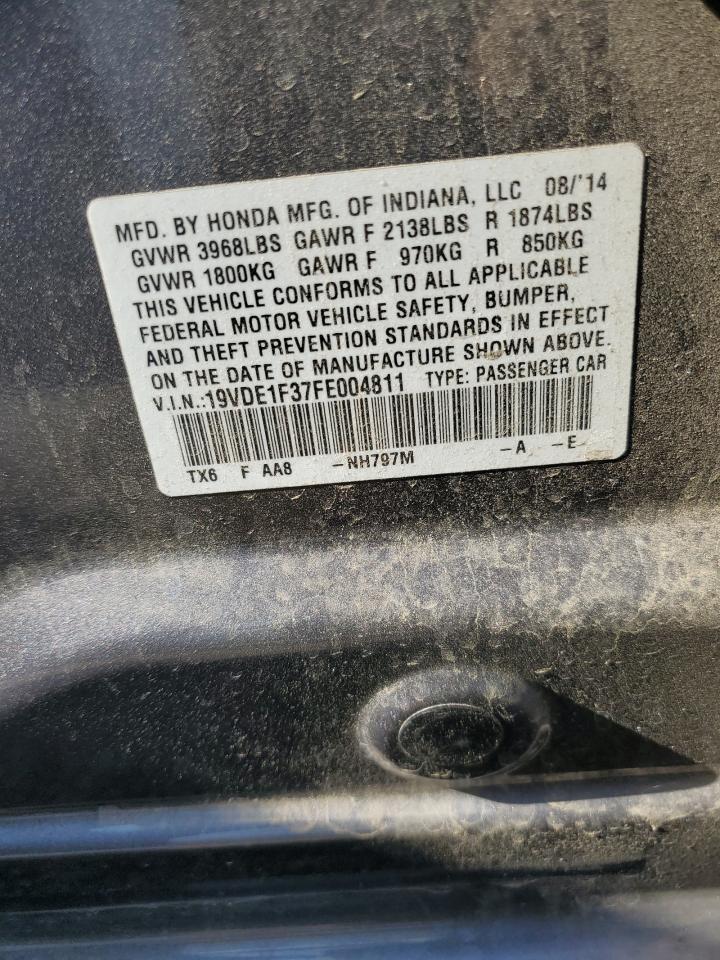 MFD. BY HONDA MFG. OF INDIANA, LLC 08/'14
GVWR 3968LBS GAWR F 2138LBS R 1874LBS
GVWR 1800KG GAWR F 970KG R 850KG
THIS VEHICLE CONFORMS TO ALL APPLICABLE
FEDERAL MOTOR VEHICLE SAFETY, BUMPER,
AND THEFT PREVENTION STANDARDS IN EFFECT
ON THE DATE OF MANUFACTURE SHOWN ABOVE.
V.I.N.:19VDE1F37FE004811 TYPE: PASSENGER CAR
TX6 F AA8 -NH797M -A -E